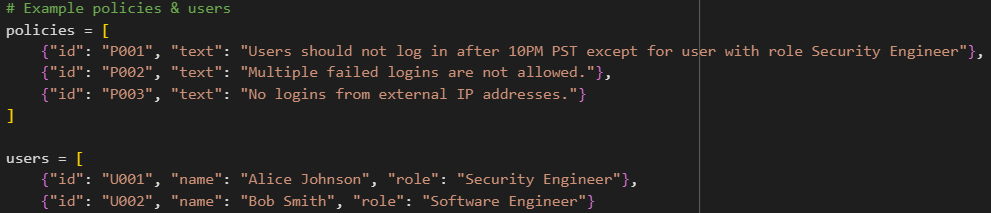 # Example policies & users
policies = [
    {"id": "P001", "text": "Users should not log in after 10PM PST except for user with role Security Engineer"},
    {"id": "P002", "text": "Multiple failed logins are not allowed."},
    {"id": "P003", "text": "No logins from external IP addresses."}
]

users = [
    {"id": "U001", "name": "Alice Johnson", "role": "Security Engineer"},
    {"id": "U002", "name": "Bob Smith", "role": "Software Engineer"}